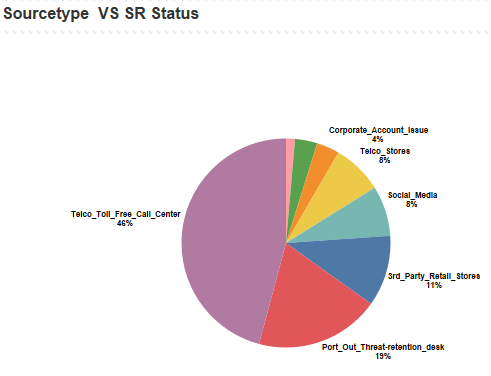 Sourcetype VS SR Status
Corporate_Account_Issue
4%
Telco_Stores
8%
Social_Media
8%
Telco_Toll_Free_Call_Center
46%
3rd_Party_Retail_Stores
11%
Port_Out_Threat-retention_desk
19%